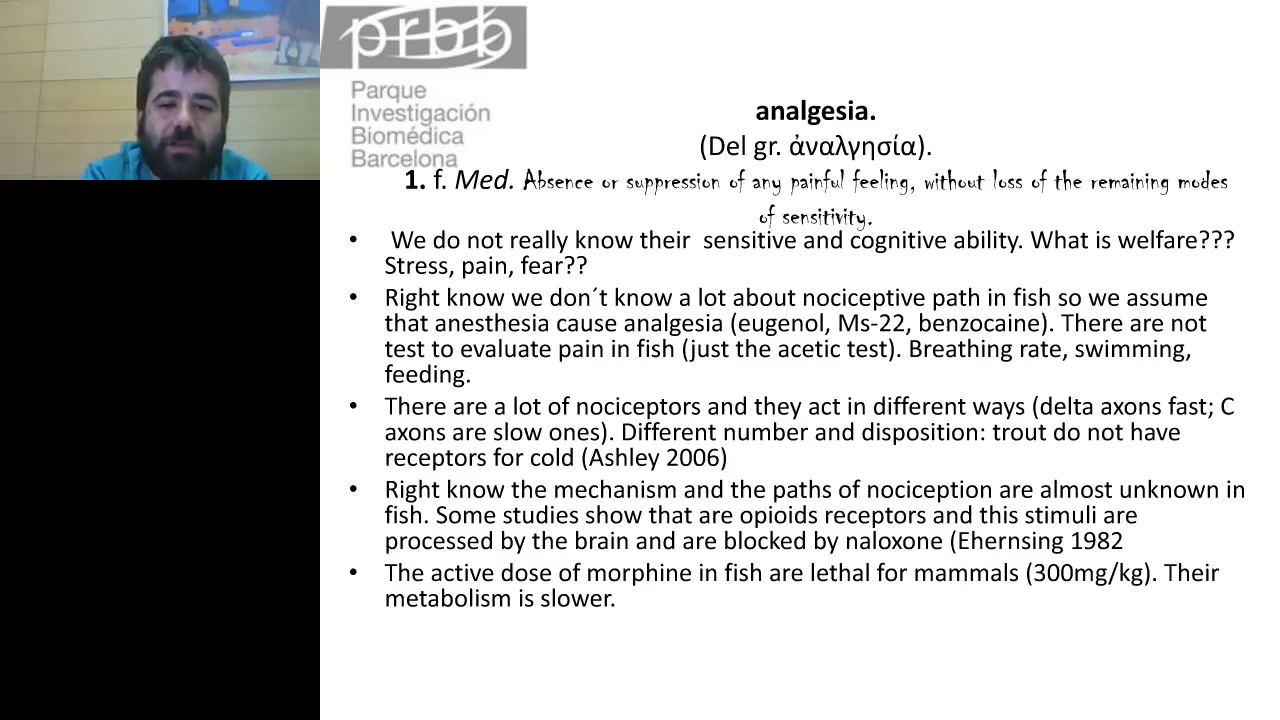 prbb
Parque
Investigación
Biomédica
Barcelona
analgesia.
(Del gr. ἀναλγησία).
1. f. Med. Absence or suppression of any painful feeling, without loss of the remaining modes
of sensitivity.
• We do not really know their sensitive and cognitive ability. What is welfare???
Stress, pain, fear??
• Right know we don´t know a lot about nociceptive path in fish so we assume
that anesthesia cause analgesia (eugenol, Ms-22, benzocaine). There are not
test to evaluate pain in fish (just the acetic test). Breathing rate, swimming,
feeding.
• There are a lot of nociceptors and they act in different ways (delta axons fast; C
axons are slow ones). Different number and disposition: trout do not have
receptors for cold (Ashley 2006)
• Right know the mechanism and the paths of nociception are almost unknown in
fish. Some studies show that are opioids receptors and this stimuli are
processed by the brain and are blocked by naloxone (Ehernsing 1982
• The active dose of morphine in fish are lethal for mammals (300mg/kg). Their
metabolism is slower.